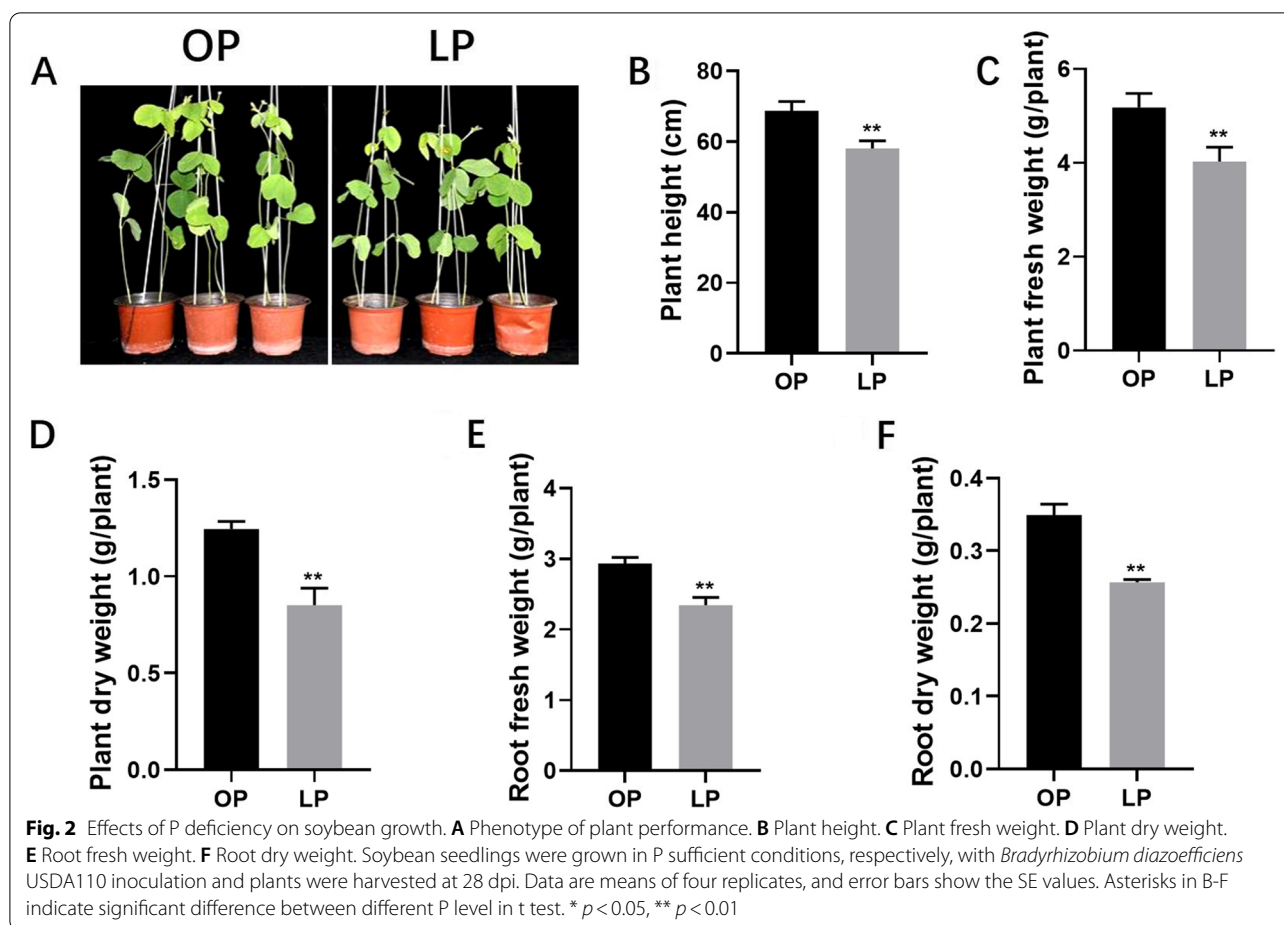 OP LP
A
B
Plant height (cm)
80
60
40
20
0
**
OP LP
C
Plant fresh weight (g/plant)
6
4
2
0
**
OP LP
D
Plant dry weight (g/plant)
1.5
1.0
0.5
0.0
**
OP LP
E
Root fresh weight (g/plant)
4
3
2
1
0
**
OP LP
F
Root dry weight (g/plant)
0.4
0.3
0.2
0.1
0.0
**
OP LP
Fig. 2 Effects of P deficiency on soybean growth. A Phenotype of plant performance. B Plant height. C Plant fresh weight. D Plant dry weight.
E Root fresh weight. F Root dry weight. Soybean seedlings were grown in P sufficient conditions, respectively, with Bradyrhizobium diazoefficiens
USDA110 inoculation and plants were harvested at 28 dpi. Data are means of four replicates, and error bars show the SE values. Asterisks in B-F
indicate significant difference between different P level in t test. * p < 0.05, ** p < 0.01